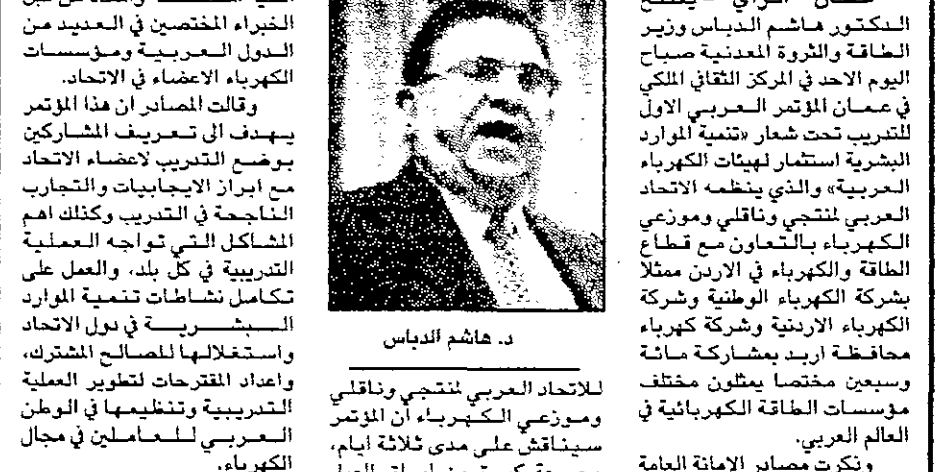 الدكتور هاشم الدباس وزير
الطاقة والثروة المعدنية صباح
اليوم الاحد في المركز الثقافي الملكي
في عمان المؤتمر العربي الاول
للتدريب تحت شعار «تنمية الموارد
البشرية استثمار لهيئات الكهرباء
العربية» والذي ينظمه الاتحاد
العربي لمنتجي وناقلي وموزعي
الكهرباء بالتعاون مع قطاع
الطاقة والكهرباء في الاردن ممثلا
بشركة الكهرباء الوطنية وشركة
الكهرباء الاردنية وشركة كهرباء
محافظة اربد بمشاركة مائة
وسبعين مختصا يمثلون مختلف
مؤسسات الطاقة الكهربائية في
العالم العربي.
وذكرت مصادر الامانة العامة
د. هاشم الدباس
للاتحاد العربي لمنتجي وناقلي
وموزعي الكهرباء ان المؤتمر
سيناقش على مدى ثلاثة ايام،
الخبراء المختصين في العديد من
الدول العربية ومؤسسات
الكهرباء الاعضاء في الاتحاد.
وقالت المصادر ان هذا المؤتمر
يهدف الى تعريف المشاركين
بوضع التدريب لاعضاء الاتحاد
مع ابراز الايجابيات والتجارب
الناجحة في التدريب وكذلك اهم
المشاكل التي تواجه العملية
التدريبية في كل بلد، والعمل على
تكامل نشاطات تنمية الموارد
البشرية في دول الاتحاد
واستغلالها للصالح المشترك،
واعداد المقترحات لتطوير العملية
التدريبية وتنظيمها في الوطن
العربي للعاملين في مجال
الكهرباء.